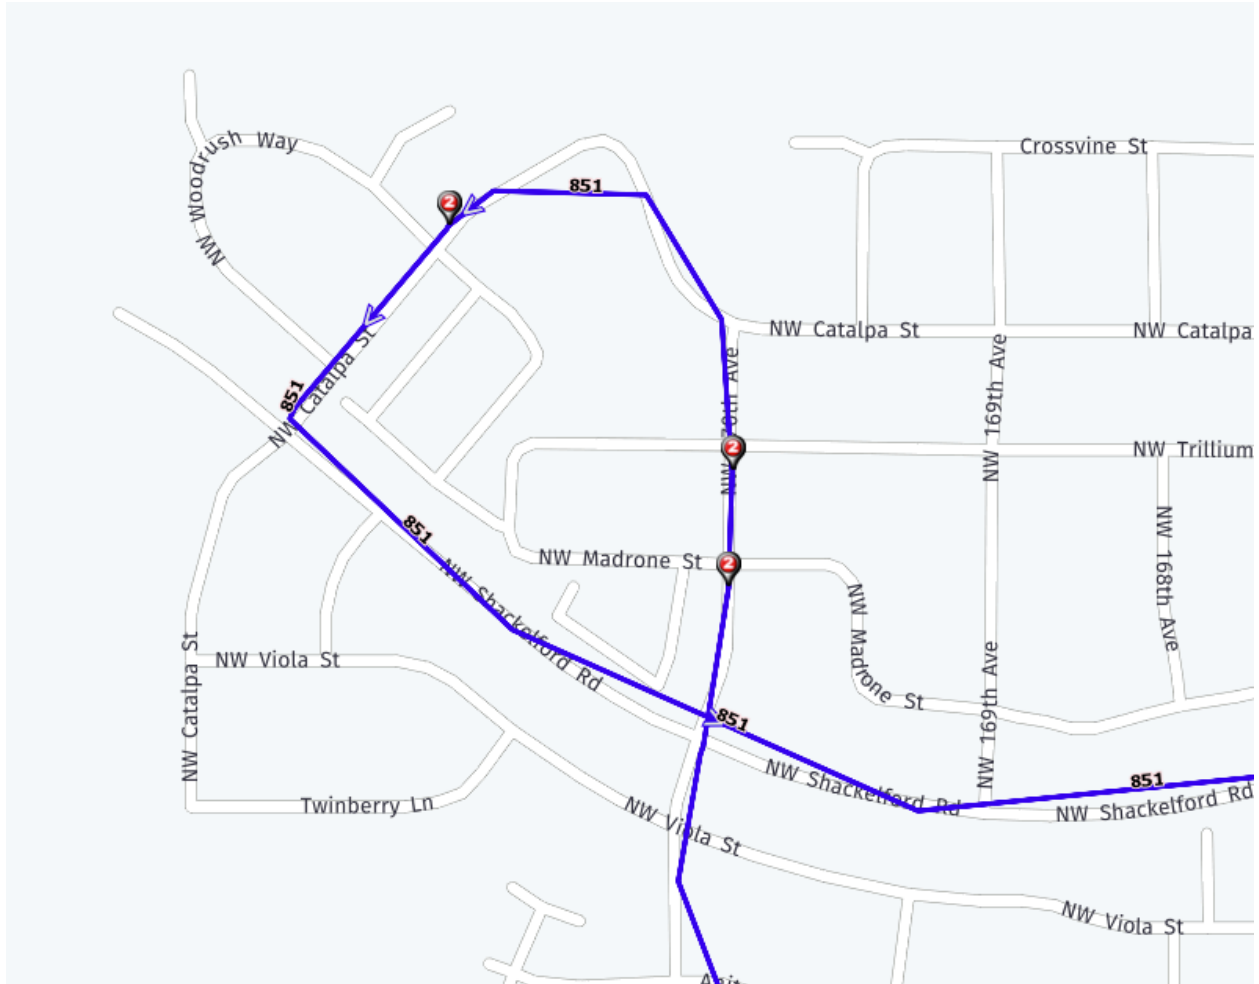 NW Woodrush Way
Crossvine St
851
2
NW Catalpa St
NW Catalpa
NW Catalpa St
851
NW 169th Ave
2
NW Trillium
851
2
NW Madrone St
NW Shackelford Rd
NW Madrone St
NW 168th Ave
NW Catalpa St
NW Viola St
NW 169th Ave
851
NW Shackelford Rd
851
NW Shackelford Rd
Twinberry Ln
NW Viola St
NW Viola St